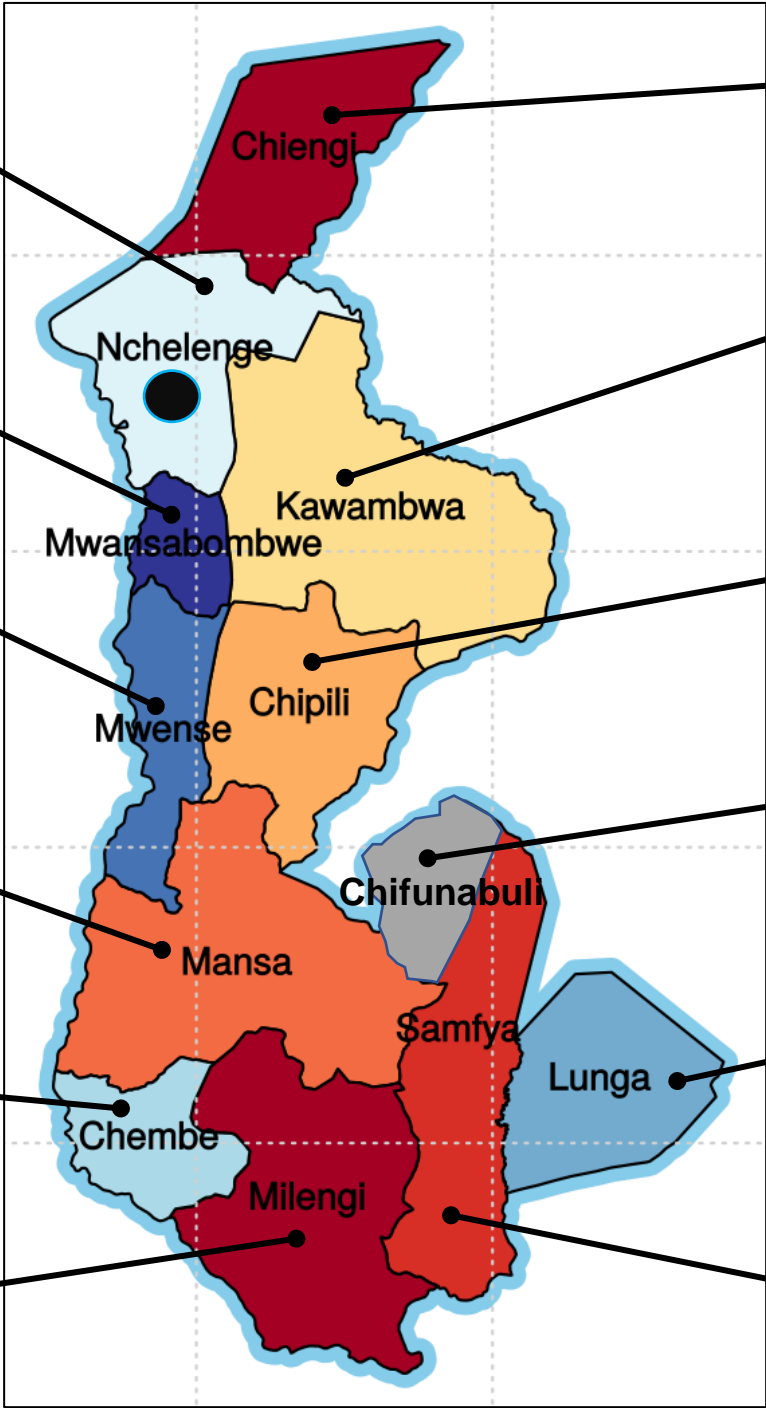 Chiengi
Nchelenge
Kawambwa
Mwansabombwe
Chipili
Mwense
Chifunabuli
Mansa
Samfya
Lunga
Chembe
Milengi